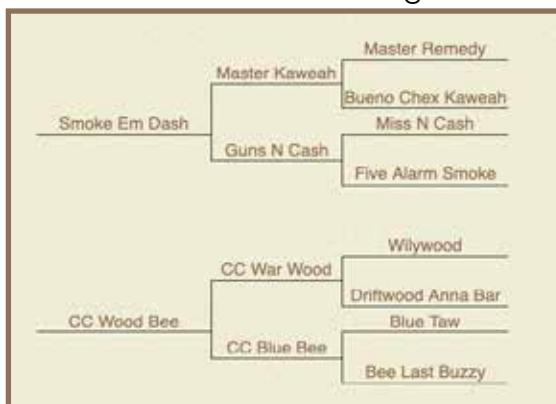 Master Remedy
Master Kaweah
Bueno Chex Kaweah
Smoke Em Dash
Miss N Cash
Guns N Cash
Five Alarm Smoke
Wilywood
CC War Wood
Driftwood Anna Bar
CC Wood Bee
Blue Taw
CC Blue Bee
Bee Last Buzzy